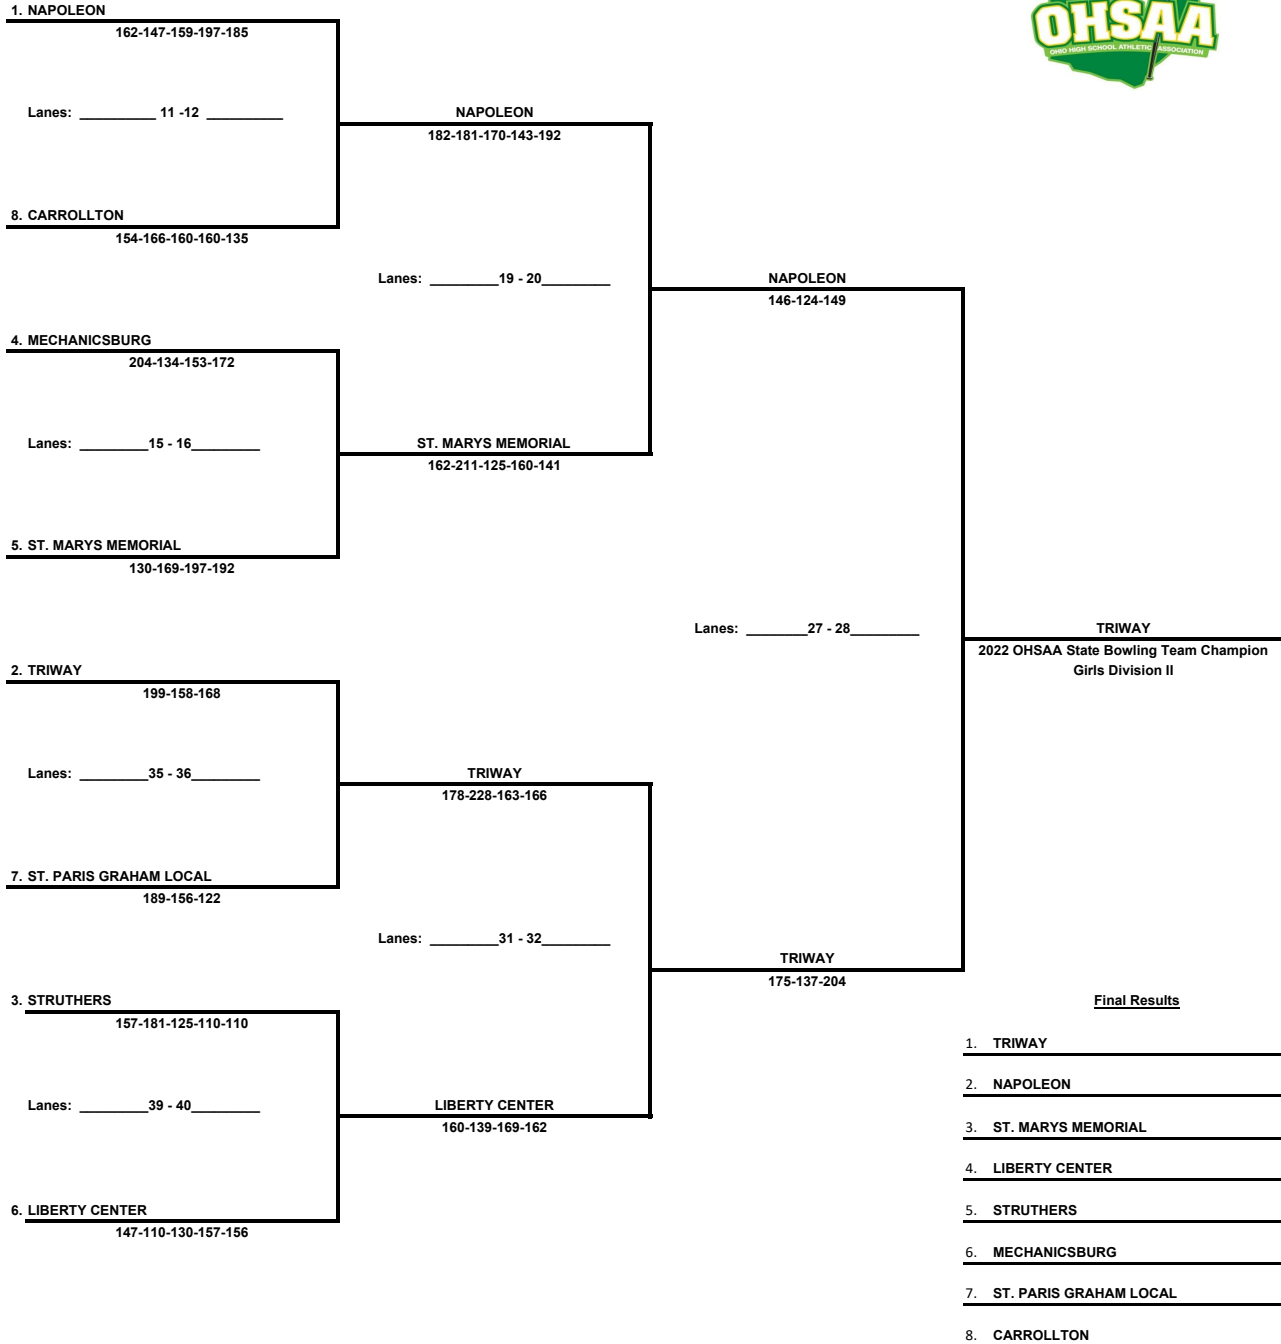 OHSAA
OHIO HIGH SCHOOL ATHLETIC ASSOCIATION
1. NAPOLEON
162-147-159-197-185
Lanes: __________ 11 -12 __________
NAPOLEON
182-181-170-143-192
8. CARROLLTON
154-166-160-160-135
Lanes: _________19 - 20_________
NAPOLEON
146-124-149
4. MECHANICSBURG
204-134-153-172
Lanes: _________15 - 16_________
ST. MARYS MEMORIAL
162-211-125-160-141
5. ST. MARYS MEMORIAL
130-169-197-192
Lanes: ________27 - 28_________
TRIWAY
2022 OHSAA State Bowling Team Champion
Girls Division II
2. TRIWAY
199-158-168
Lanes: _________35 - 36_________
TRIWAY
178-228-163-166
7. ST. PARIS GRAHAM LOCAL
189-156-122
Lanes: _________31 - 32_________
TRIWAY
175-137-204
3. STRUTHERS
157-181-125-110-110
Lanes: _________39 - 40_________
LIBERTY CENTER
160-139-169-162
6. LIBERTY CENTER
147-110-130-157-156
Final Results
1. TRIWAY
2. NAPOLEON
3. ST. MARYS MEMORIAL
4. LIBERTY CENTER
5. STRUTHERS
6. MECHANICSBURG
7. ST. PARIS GRAHAM LOCAL
8. CARROLLTON